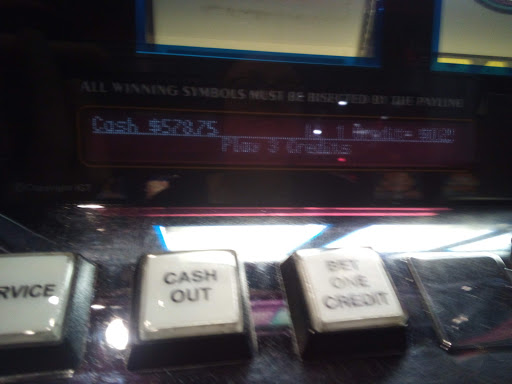 ALL WINNING SYMBOLS MUST BE BISECTED BY THE PAYLINE
Cash $578.75
Play 3 Credits
RVICE
CASH
OUT
BET
ONE
CREDIT